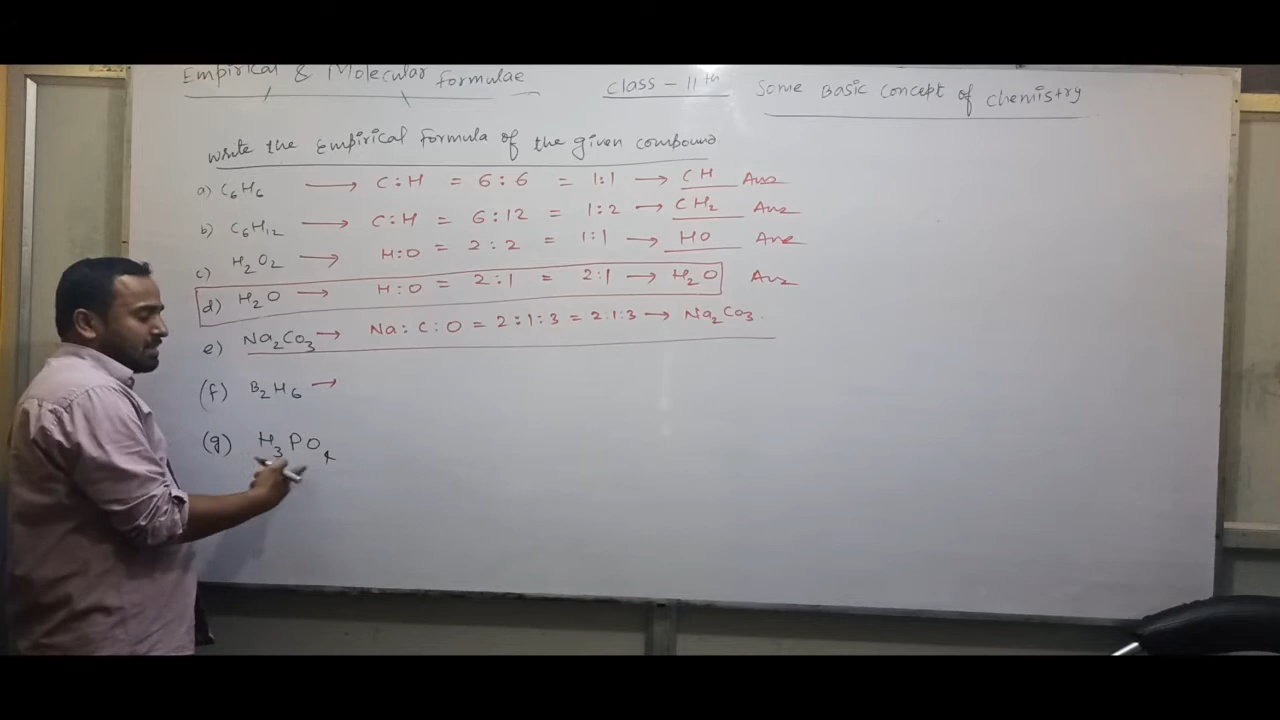 Empirical & Molecular formulae
class - 11th
Some Basic concept of chemistry
write the Empirical formula of the given compound
a) C6H6 → C:H = 6:6 = 1:1 → CH Ans
b) C6H12 → C:H = 6:12 = 1:2 → CH2 Ans
c) H2O2 → H:O = 2:2 = 1:1 → HO Ans
d) H2O → H:O = 2:1 = 2:1 → H2O Ans
e) Na2CO3 → Na:C:O = 2:1:3 = 2:1:3 → Na2CO3.
(f) B2H6 →
(g) H3PO4